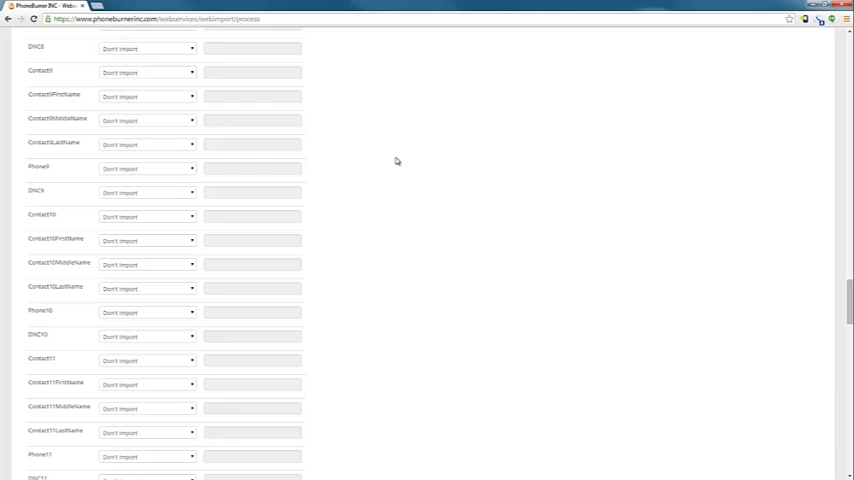 PhoneBurner INC - Webs
https://www.phoneburnerinc.com/webservices/webimport/process
DNC8 Don't Import
Contact9 Don't Import
Contact9FirstName Don't Import
Contact9MiddleName Don't Import
Contact9LastName Don't Import
Phone9 Don't Import
DNC9 Don't Import
Contact10 Don't Import
Contact10FirstName Don't Import
Contact10MiddleName Don't Import
Contact10LastName Don't Import
Phone10 Don't Import
DNC10 Don't Import
Contact11 Don't Import
Contact11FirstName Don't Import
Contact11MiddleName Don't Import
Contact11LastName Don't Import
Phone11 Don't Import
DNC11